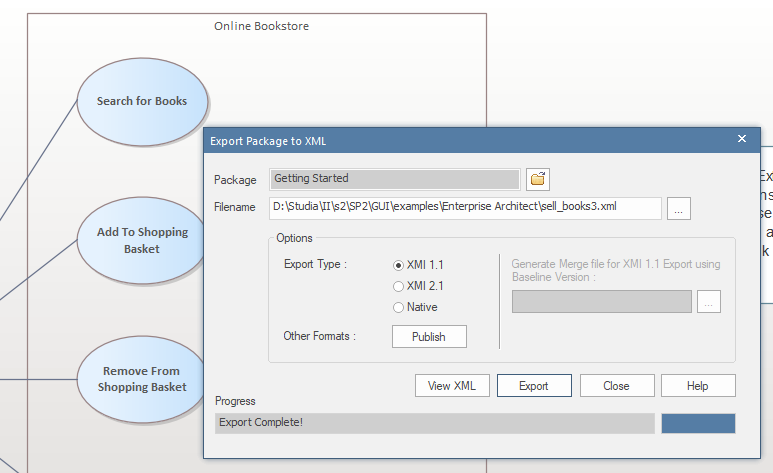 Online Bookstore
Search for Books
Add To Shopping
Basket
Remove From
Shopping Basket
Export Package to XML
Package
Getting Started
Filename
D:\Studia\II\s2\SP2\GUI\examples\Enterprise Architect\sell_books3.xml
...
Options
Export Type :
XMI 1.1
XMI 2.1
Native
Generate Merge file for XMI 1.1 Export using
Baseline Version :
...
Other Formats :
Publish
View XML
Export
Close
Help
Progress
Export Complete!